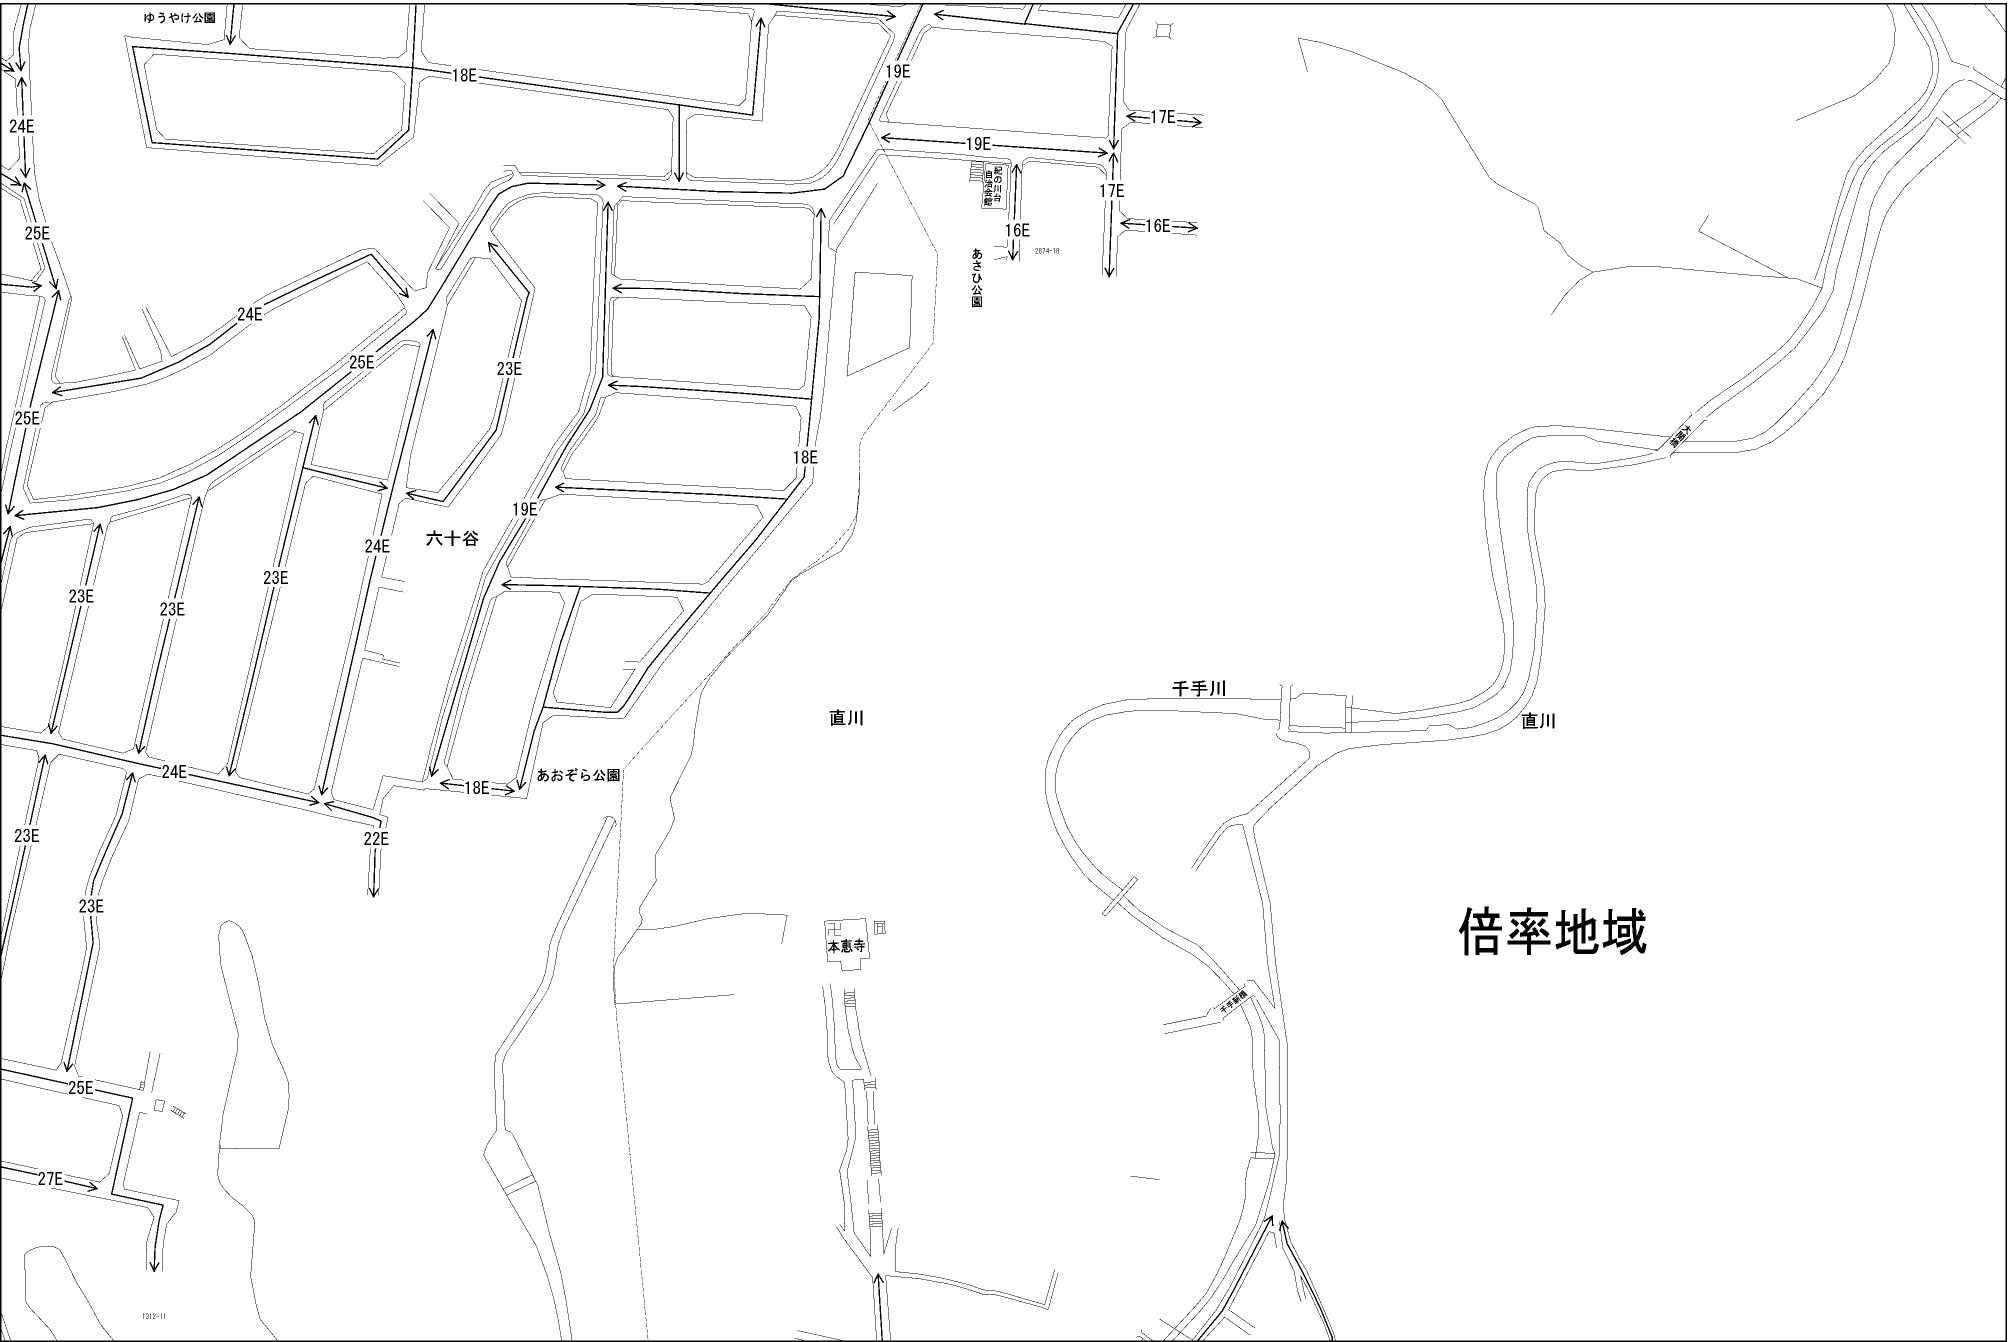 ゆうやけ公園
18E
19E
17E
24E
19E
紀の川台
自治会館
17E
16E
16E
25E
あさひ公園
2874-18
24E
25E
23E
25E
18E
19E
六十谷
24E
23E
23E
23E
千手川
直川
直川
24E
あおぞら公園
18E
23E
22E
23E
倍率地域
本恵寺
千手新橋
25E
27E
1312-11